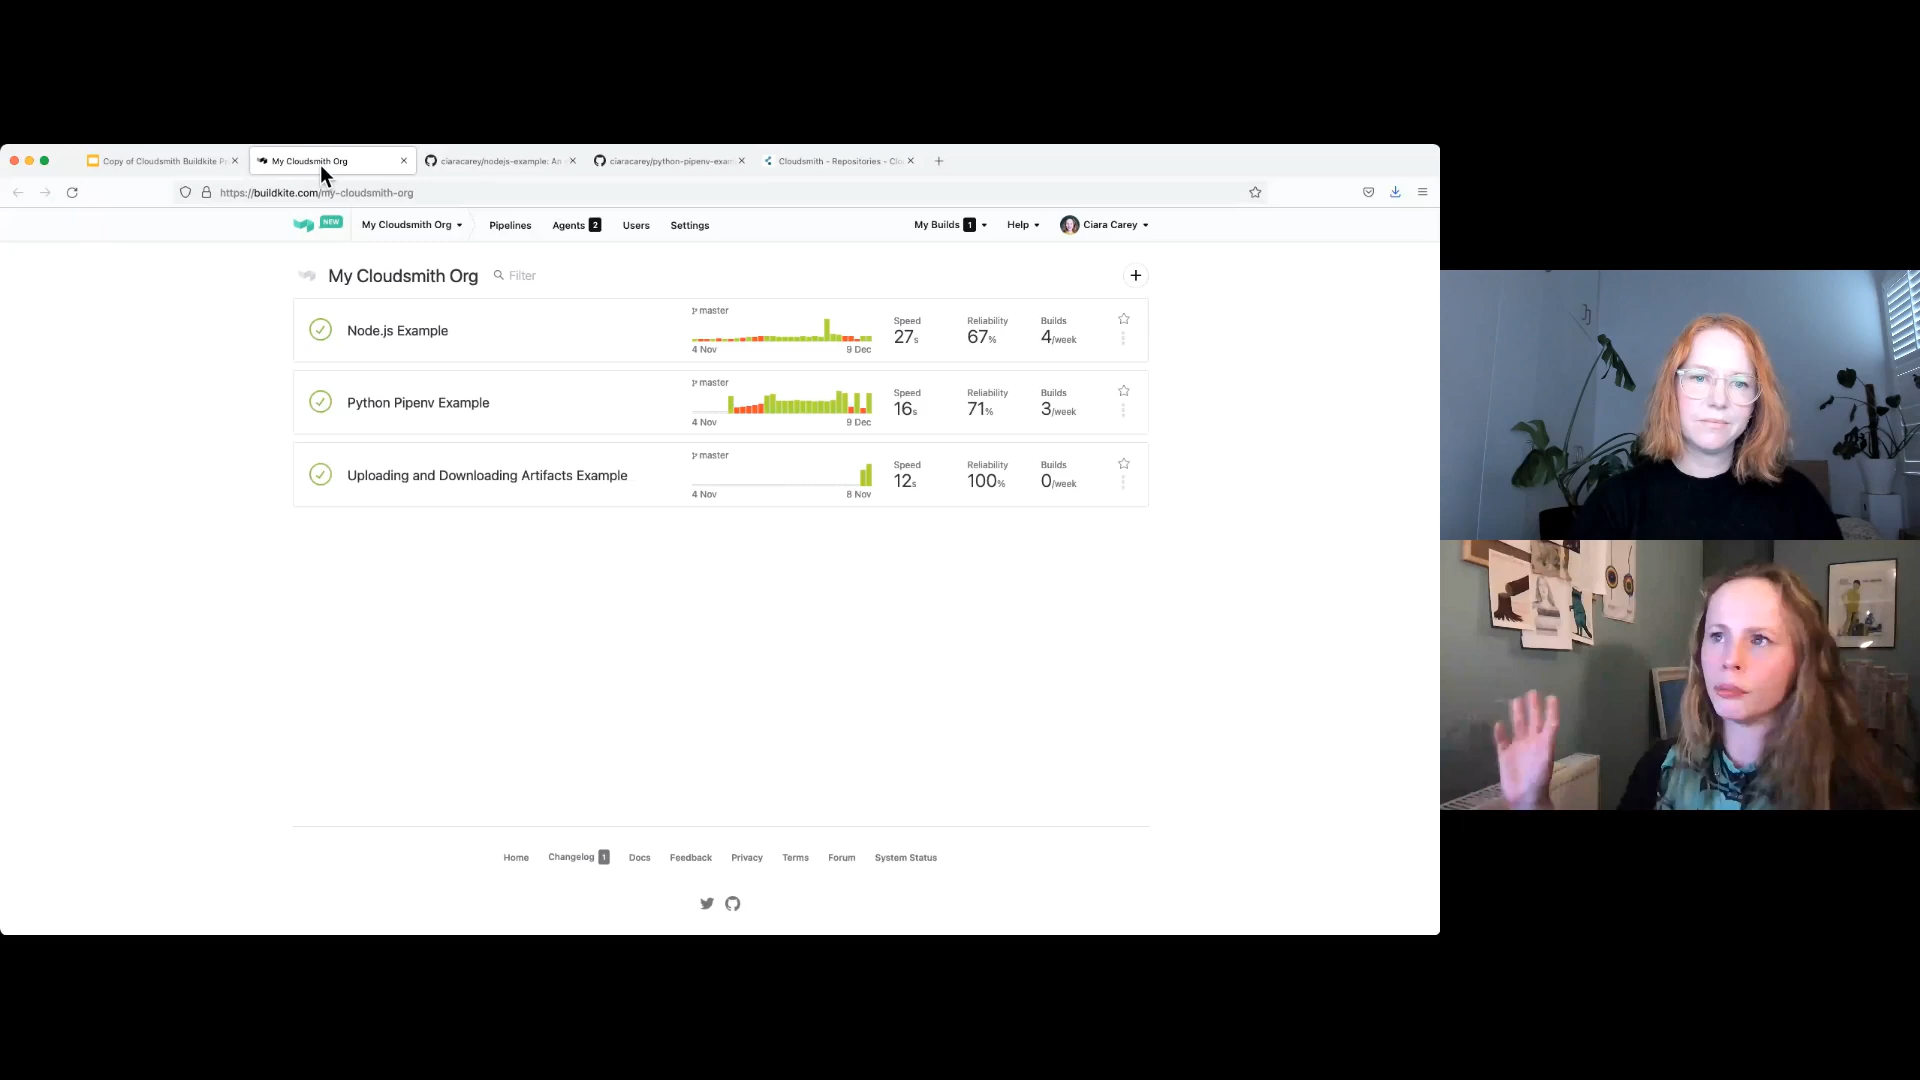 Copy of Cloudsmith Buildkite P
My Cloudsmith Org
ciaracarey/nodejs-example: An
ciaracarey/python-pipenv-exam
Cloudsmith - Repositories - Clo
https://buildkite.com/my-cloudsmith-org
NEW
My Cloudsmith Org
Pipelines
Agents 2
Users
Settings
My Builds 1
Help
Ciara Carey
My Cloudsmith Org
Filter
Node.js Example
master
4 Nov
9 Dec
Speed
27s
Reliability
67%
Builds
4/week
Python Pipenv Example
master
4 Nov
9 Dec
Speed
16s
Reliability
71%
Builds
3/week
Uploading and Downloading Artifacts Example
master
4 Nov
8 Nov
Speed
12s
Reliability
100%
Builds
0/week
Home
Changelog 1
Docs
Feedback
Privacy
Terms
Forum
System Status